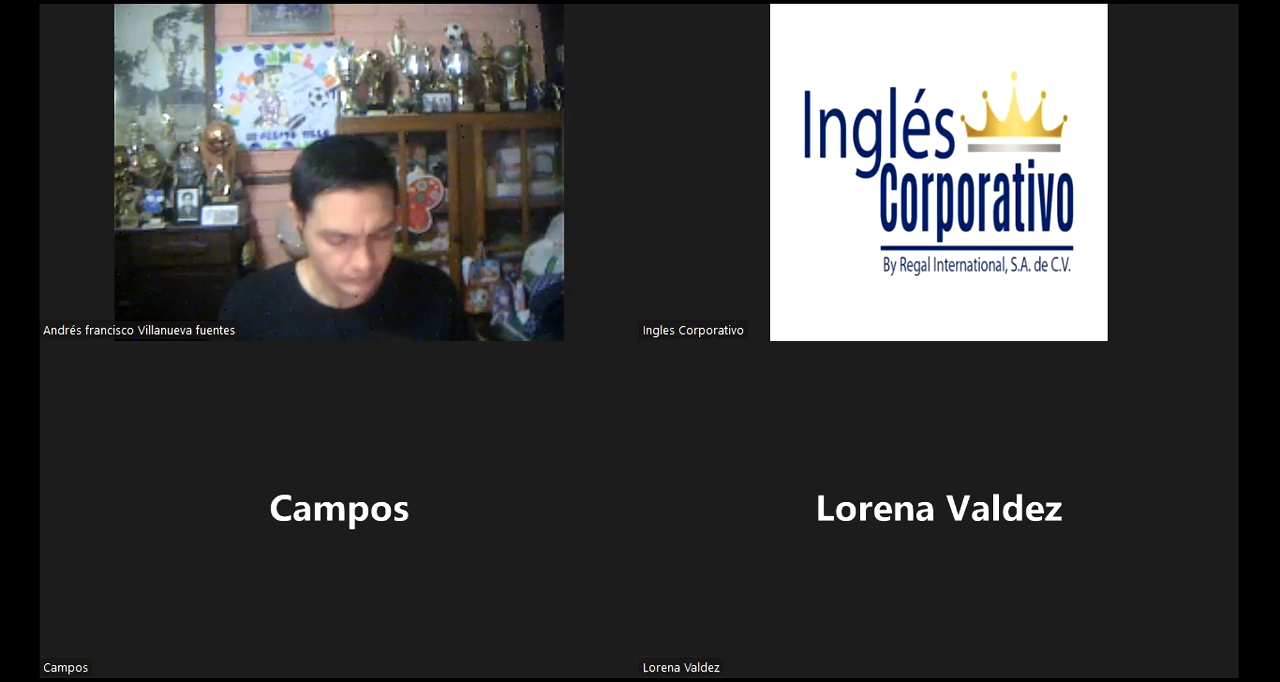 Andrés francisco Villanueva fuentes
Inglés
Corporativo
By Regal International, S.A. de C.V.
Ingles Corporativo
Campos
Lorena Valdez
Campos
Lorena Valdez